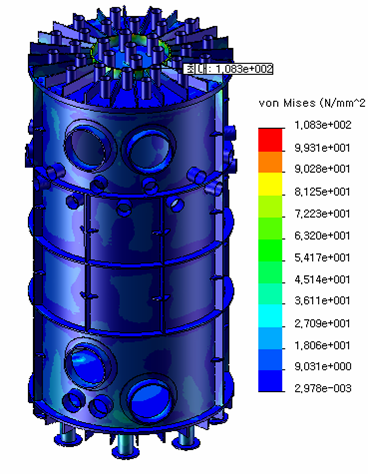 최대: 1,083e+002
von Mises (N/mm^2
1,083e+002
9,931e+001
9,028e+001
8,125e+001
7,223e+001
6,320e+001
5,417e+001
4,514e+001
3,611e+001
2,709e+001
1,806e+001
9,031e+000
2,978e-003